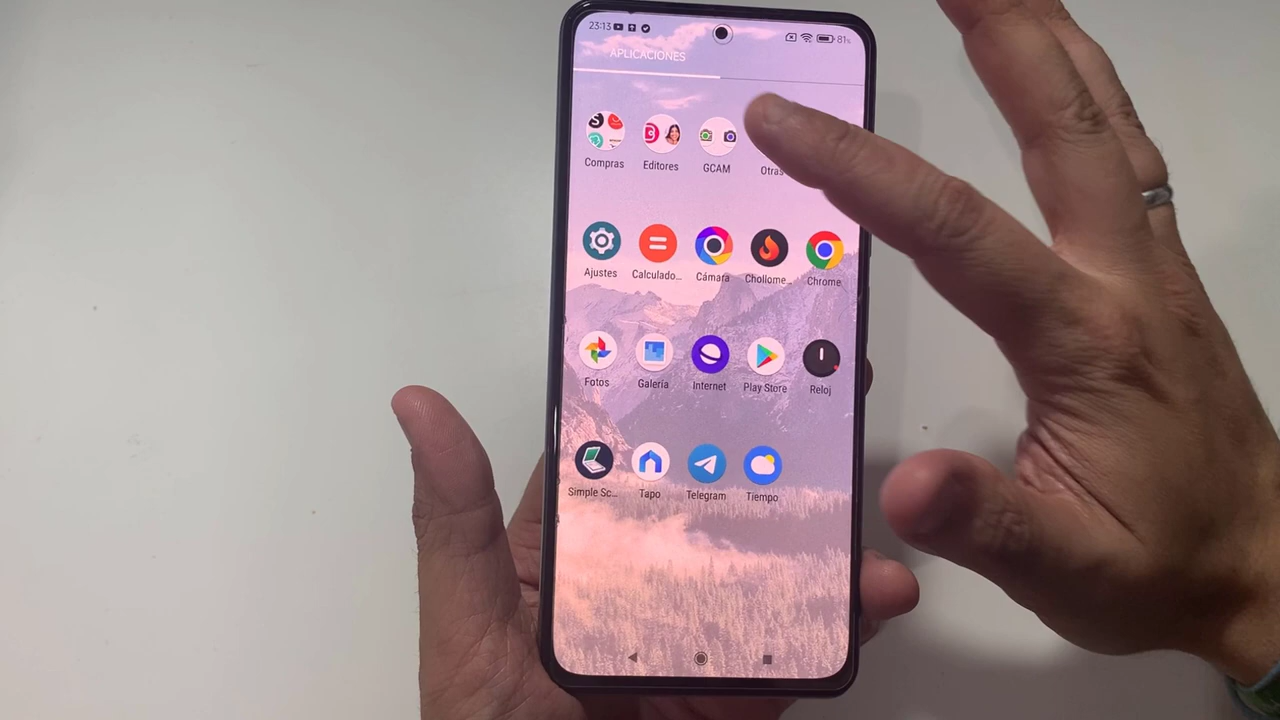 23:13 81%
APLICACIONES
Compras Editores GCAM Otras
Ajustes Calculado... Cámara Chollome... Chrome
Fotos Galería Internet Play Store Reloj
Simple Sc... Tapo Telegram Tiempo